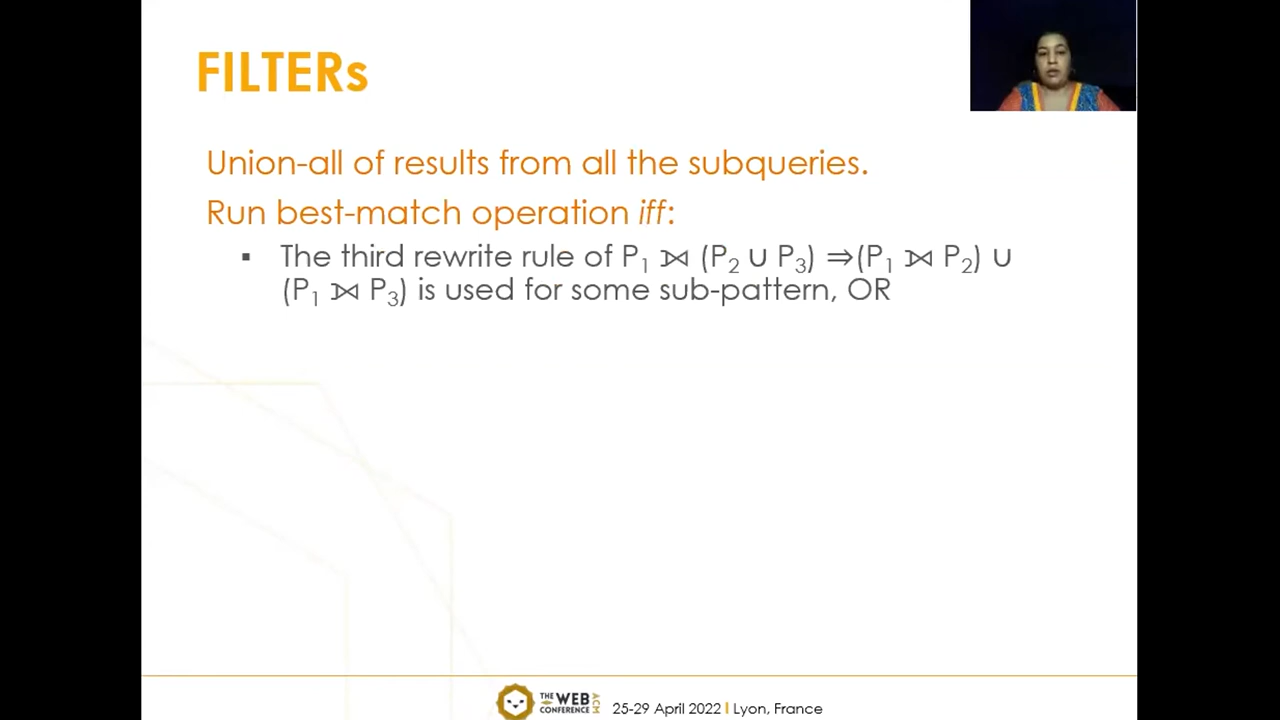 FILTERs
Union-all of results from all the subqueries.
Run best-match operation iff:
▪ The third rewrite rule of P₁ ⟕ (P₂ ∪ P₃) ⇒(P₁ ⟕ P₂) ∪
(P₁ ⟕ P₃) is used for some sub-pattern, OR
THE WEB CONFERENCE ACM
25-29 April 2022 | Lyon, France